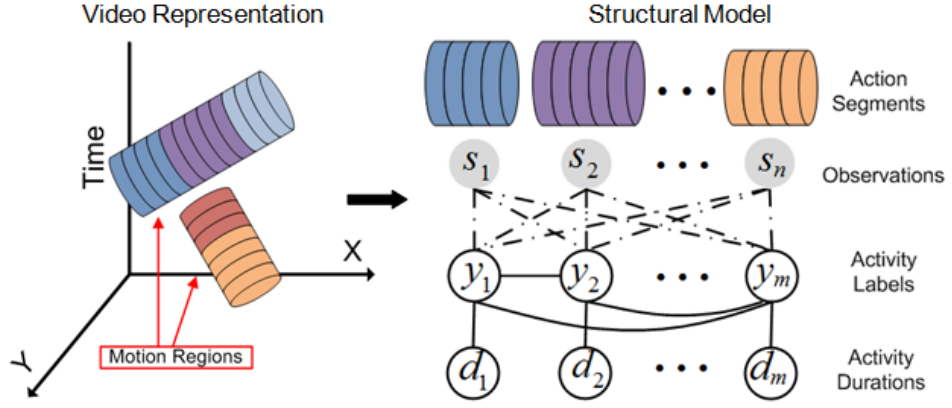 Video Representation
Structural Model
Time
X
Y
Motion Regions
Action
Segments
s1 s2 sn
Observations
y1 y2 ym
Activity
Labels
d1 d2 dm
Activity
Durations